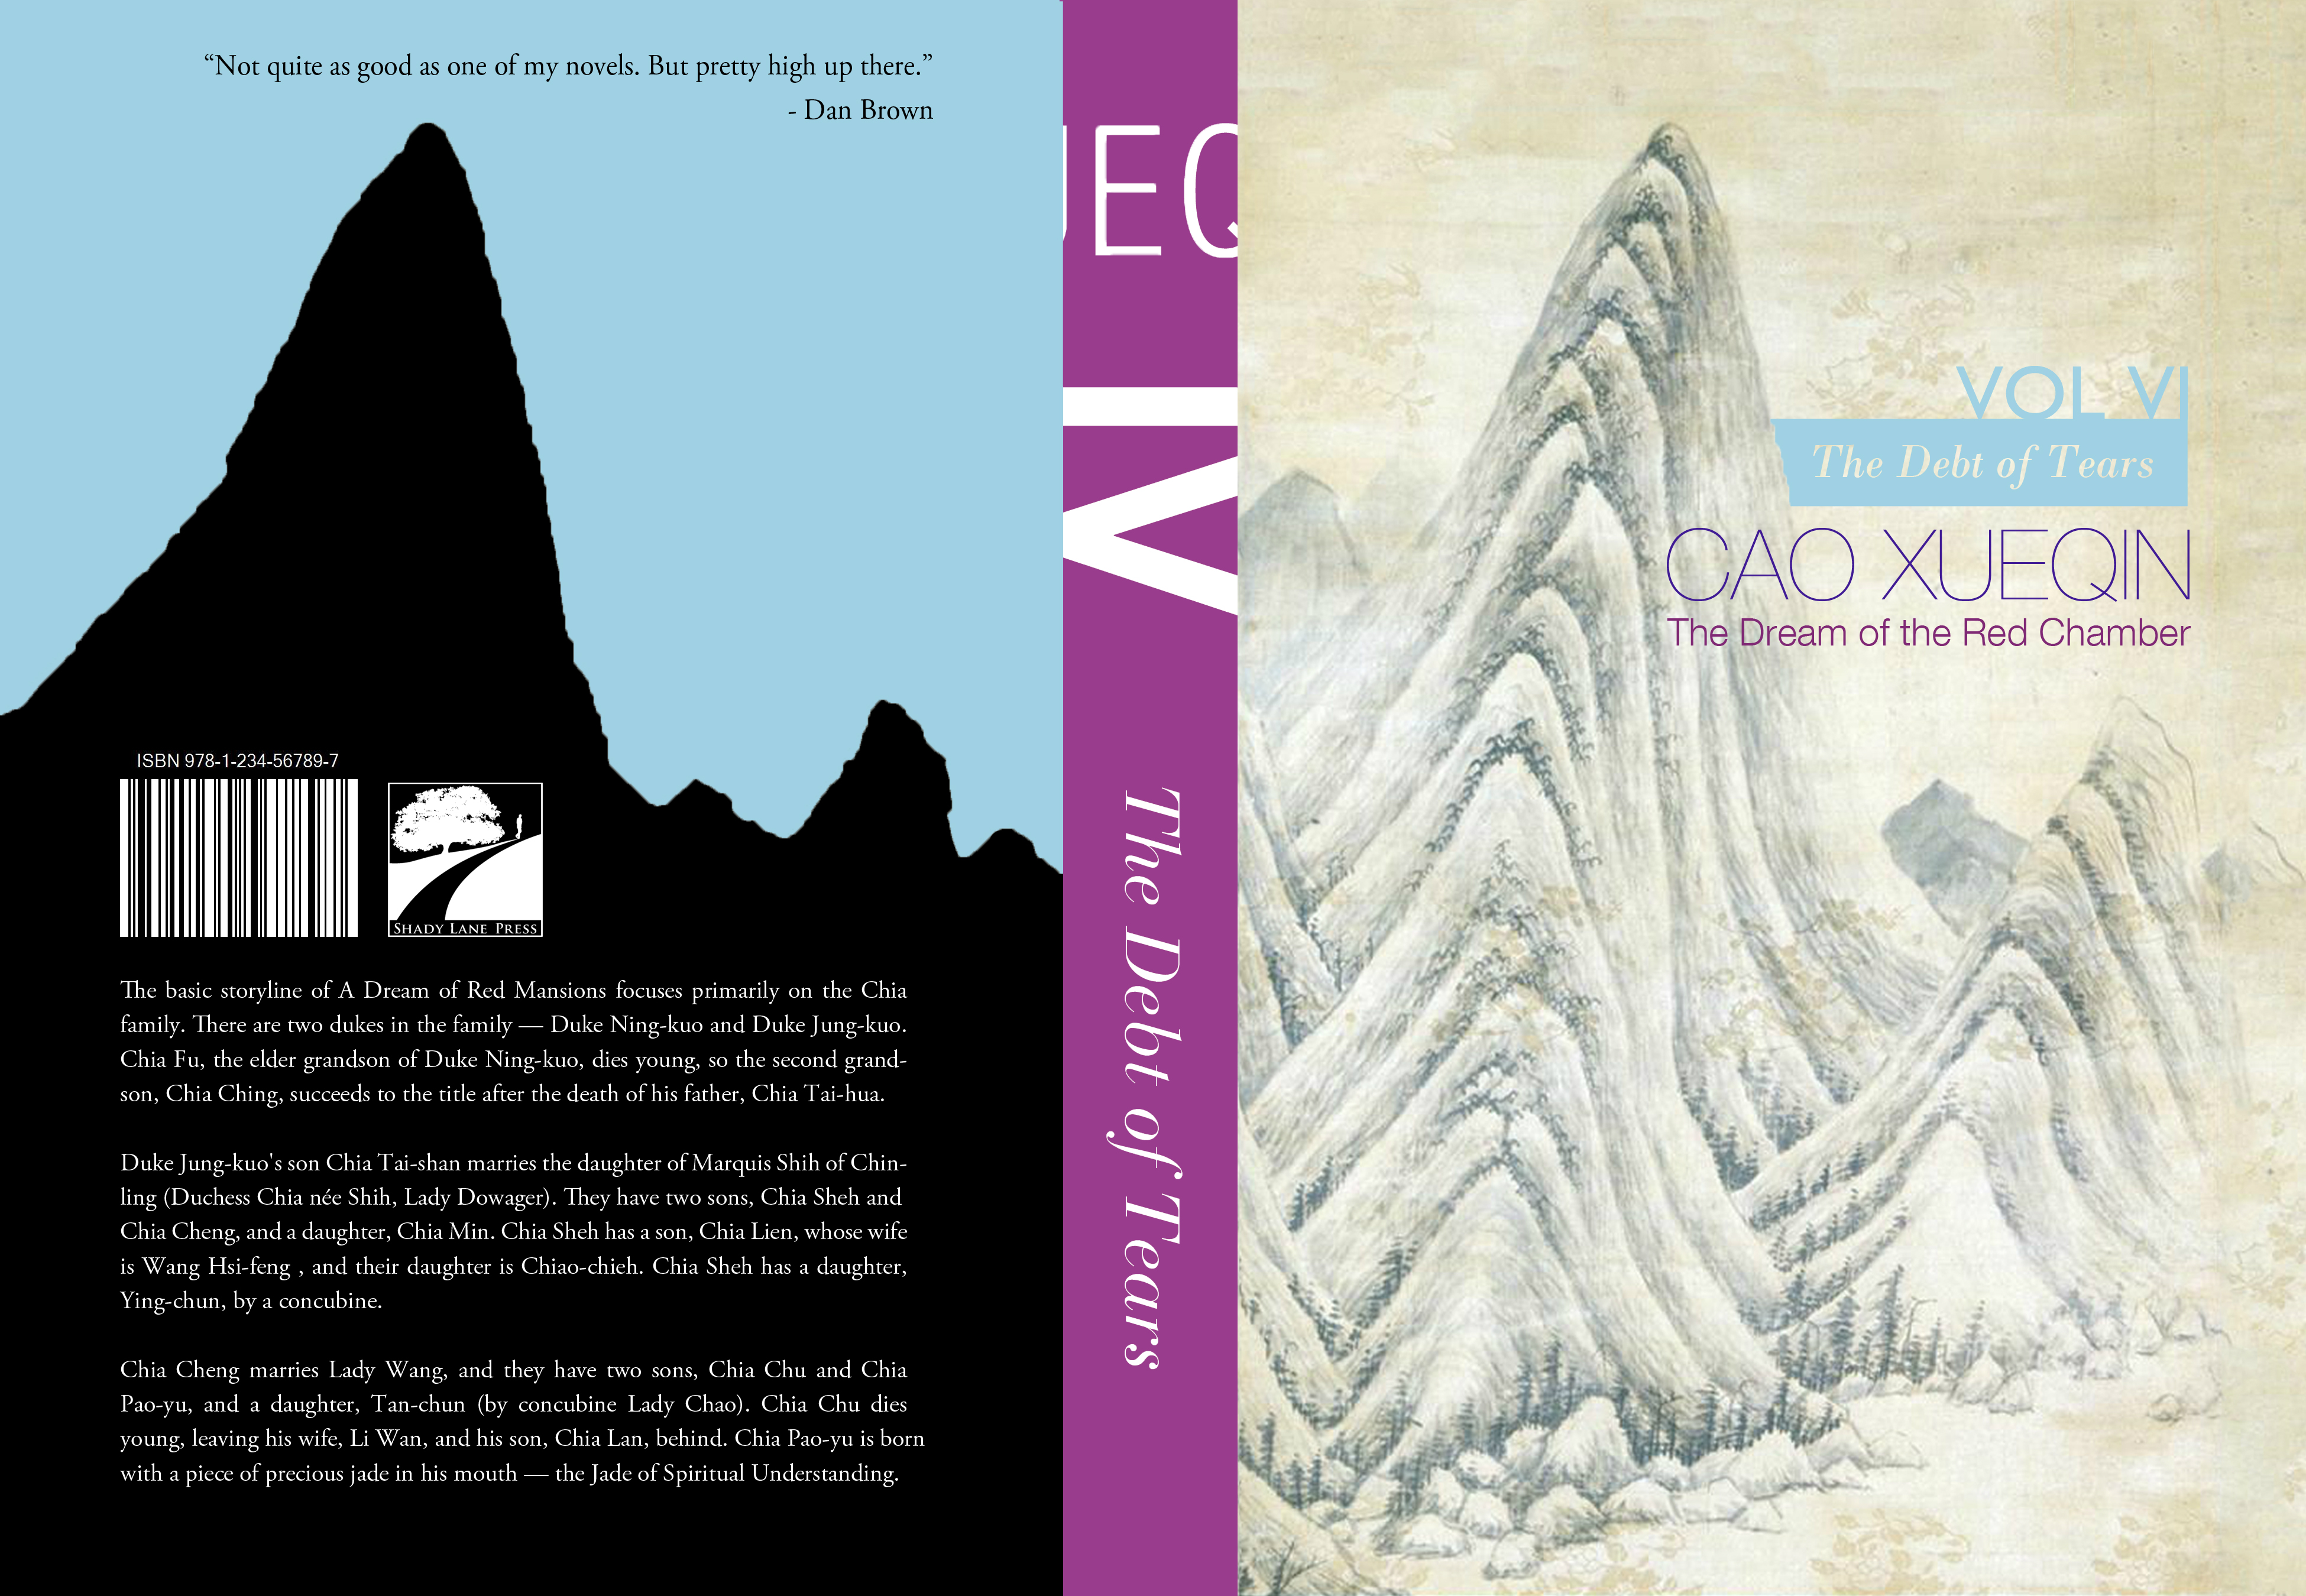 “Not quite as good as one of my novels. But pretty high up there.”
- Dan Brown
ISBN 978-1-234-56789-7
SHADY LANE PRESS
The basic storyline of A Dream of Red Mansions focuses primarily on the Chia
family. There are two dukes in the family — Duke Ning-kuo and Duke Jung-kuo.
Chia Fu, the elder grandson of Duke Ning-kuo, dies young, so the second grand-
son, Chia Ching, succeeds to the title after the death of his father, Chia Tai-hua.
Duke Jung-kuo's son Chia Tai-shan marries the daughter of Marquis Shih of Chin-
ling (Duchess Chia née Shih, Lady Dowager). They have two sons, Chia Sheh and
Chia Cheng, and a daughter, Chia Min. Chia Sheh has a son, Chia Lien, whose wife
is Wang Hsi-feng , and their daughter is Chiao-chieh. Chia Sheh has a daughter,
Ying-chun, by a concubine.
Chia Cheng marries Lady Wang, and they have two sons, Chia Chu and Chia
Pao-yu, and a daughter, Tan-chun (by concubine Lady Chao). Chia Chu dies
young, leaving his wife, Li Wan, and his son, Chia Lan, behind. Chia Pao-yu is born
with a piece of precious jade in his mouth — the Jade of Spiritual Understanding.
UEQ
IV
The Debt of Tears
VOL VI
The Debt of Tears
CAO XUEQIN
The Dream of the Red Chamber